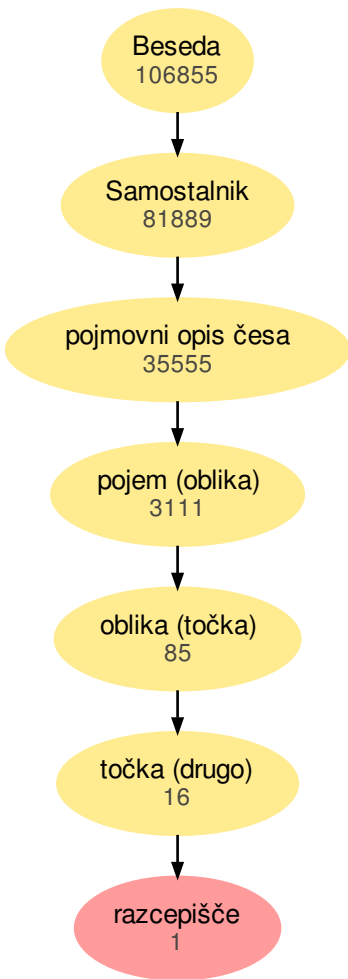 Beseda
106855
Samostalnik
81889
pojmovni opis česa
35555
pojem (oblika)
3111
oblika (točka)
85
točka (drugo)
16
razcepišče
1